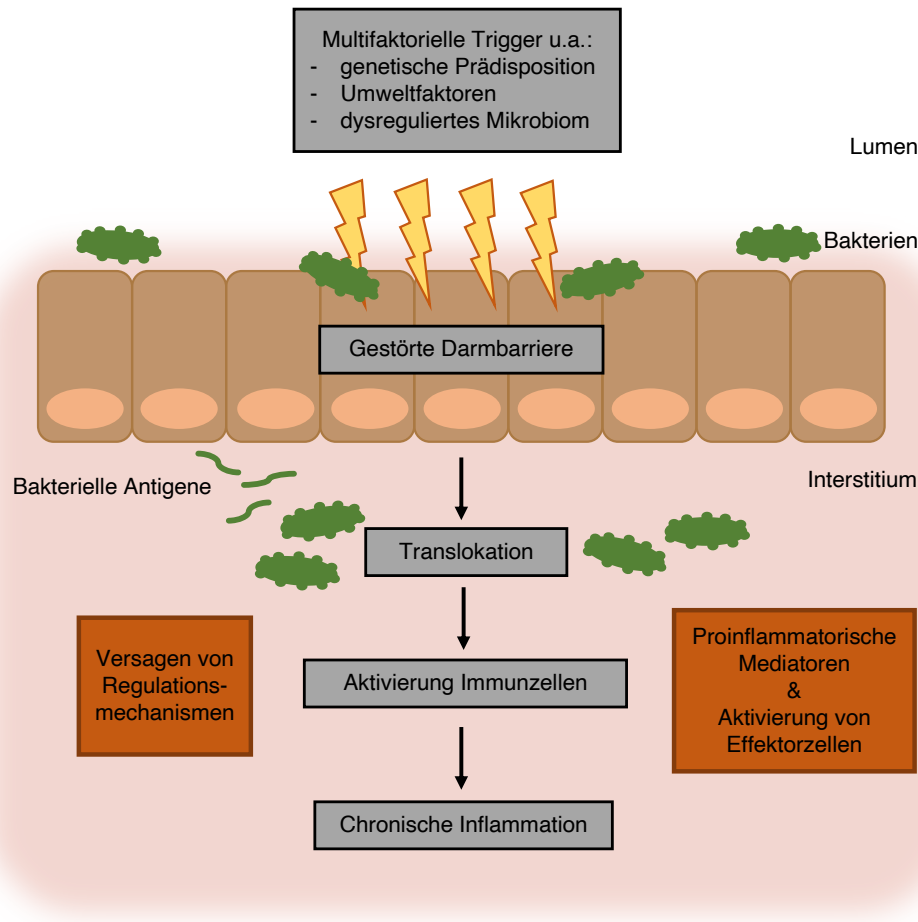 Multifaktorielle Trigger u.a.:
- genetische Prädisposition
- Umweltfaktoren
- dysreguliertes Mikrobiom
Lumen
Bakterien
Gestörte Darmbarriere
Bakterielle Antigene
Interstitium
Translokation
Versagen von
Regulations-
mechanismen
Aktivierung Immunzellen
Proinflammatorische
Mediatoren
&
Aktivierung von
Effektorzellen
Chronische Inflammation